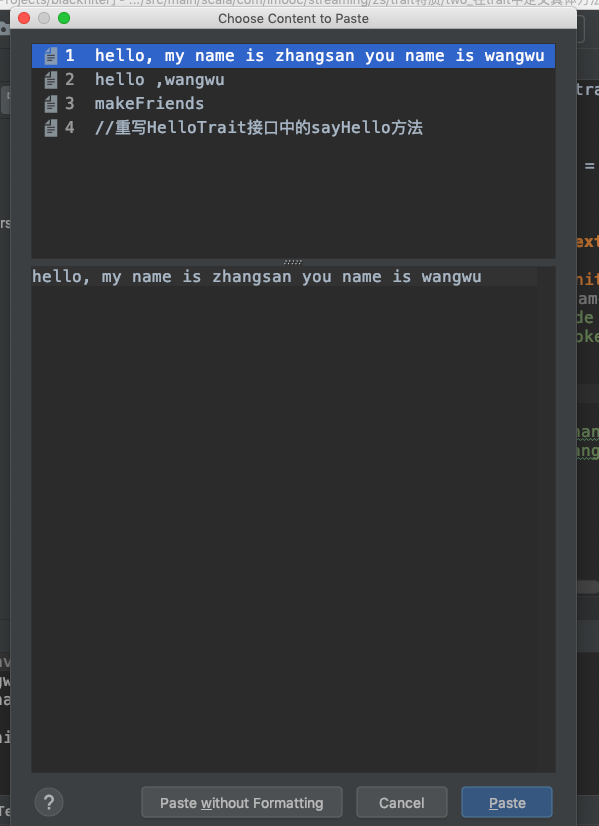 Choose Content to Paste
1 hello, my name is zhangsan you name is wangwu
2 hello ,wangwu
3 makeFriends
4 //重写HelloTrait接口中的sayHello方法
hello, my name is zhangsan you name is wangwu
? Paste without Formatting Cancel Paste